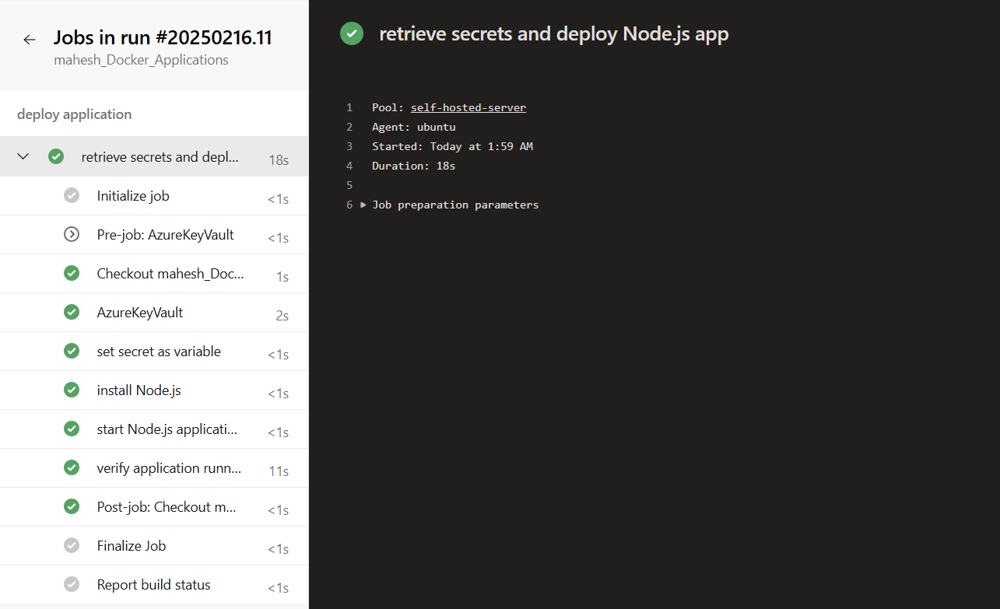 Jobs in run #20250216.11
mahesh_Docker_Applications
deploy application
retrieve secrets and depl... 18s
Initialize job <1s
Pre-job: AzureKeyVault <1s
Checkout mahesh_Doc... 1s
AzureKeyVault 2s
set secret as variable <1s
install Node.js <1s
start Node.js applicati... <1s
verify application runn... 11s
Post-job: Checkout m... <1s
Finalize Job <1s
Report build status <1s
retrieve secrets and deploy Node.js app
1 Pool: self-hosted-server
2 Agent: ubuntu
3 Started: Today at 1:59 AM
4 Duration: 18s
5
6 Job preparation parameters